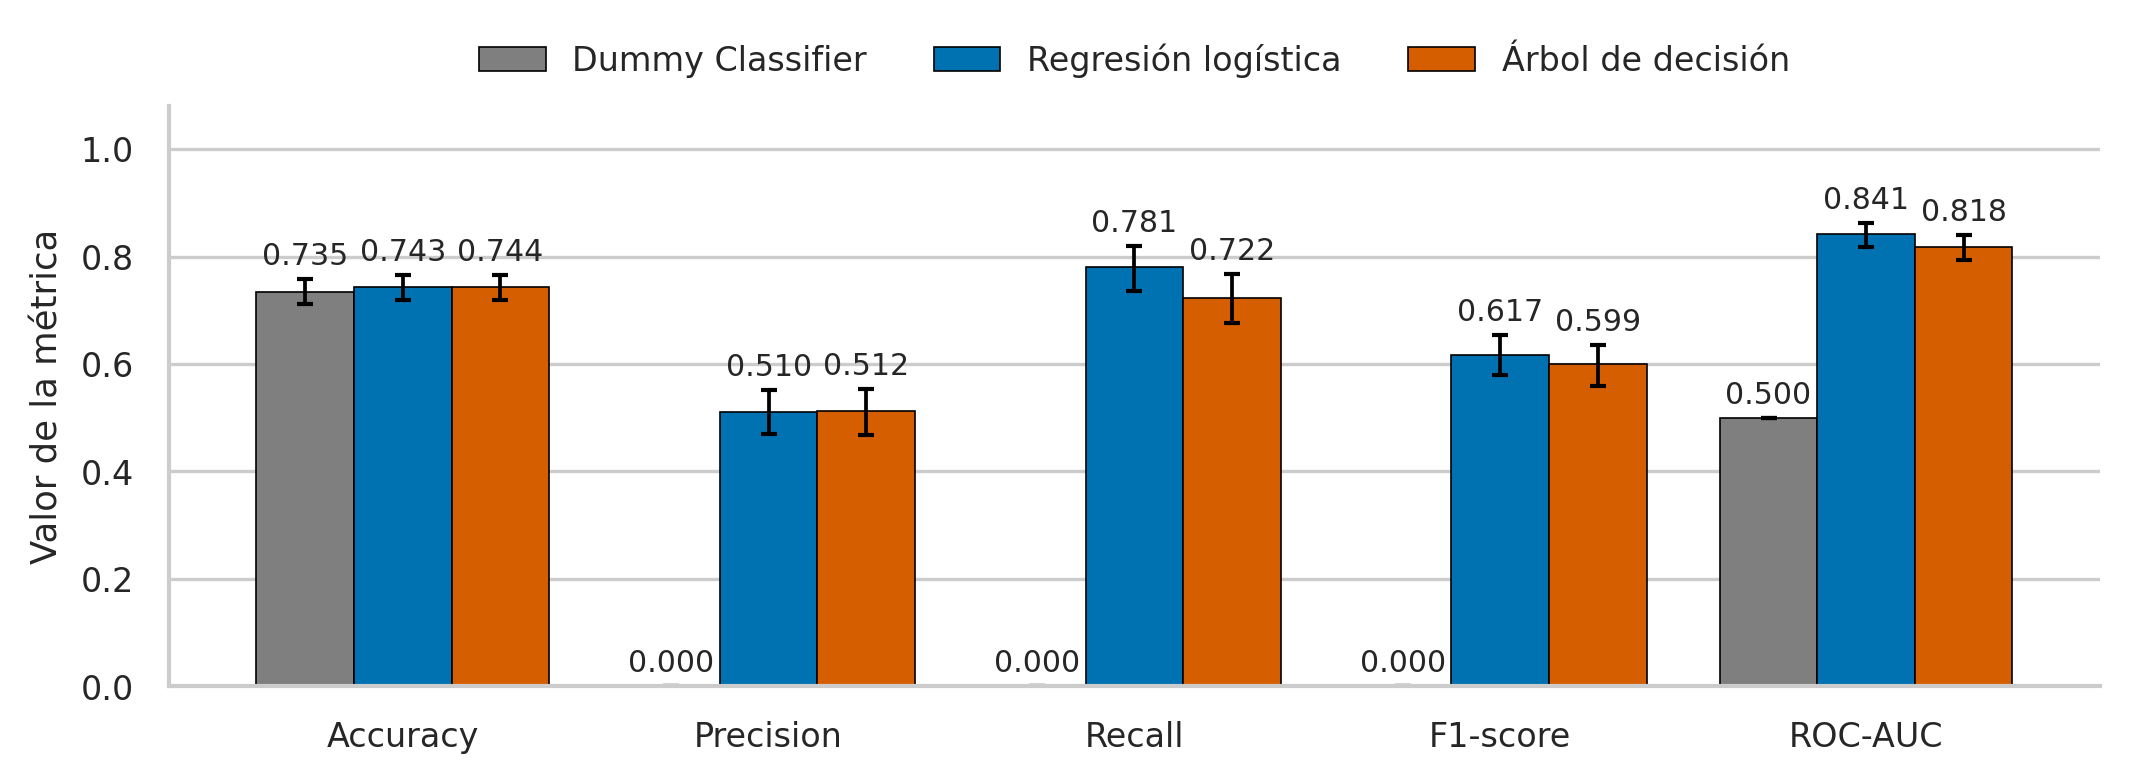 Dummy Classifier
Regresión logística
Árbol de decisión
Valor de la métrica
1.0
0.8
0.6
0.4
0.2
0.0
0.735
0.743
0.744
0.000
0.510
0.512
0.000
0.781
0.722
0.000
0.617
0.599
0.500
0.841
0.818
Accuracy
Precision
Recall
F1-score
ROC-AUC